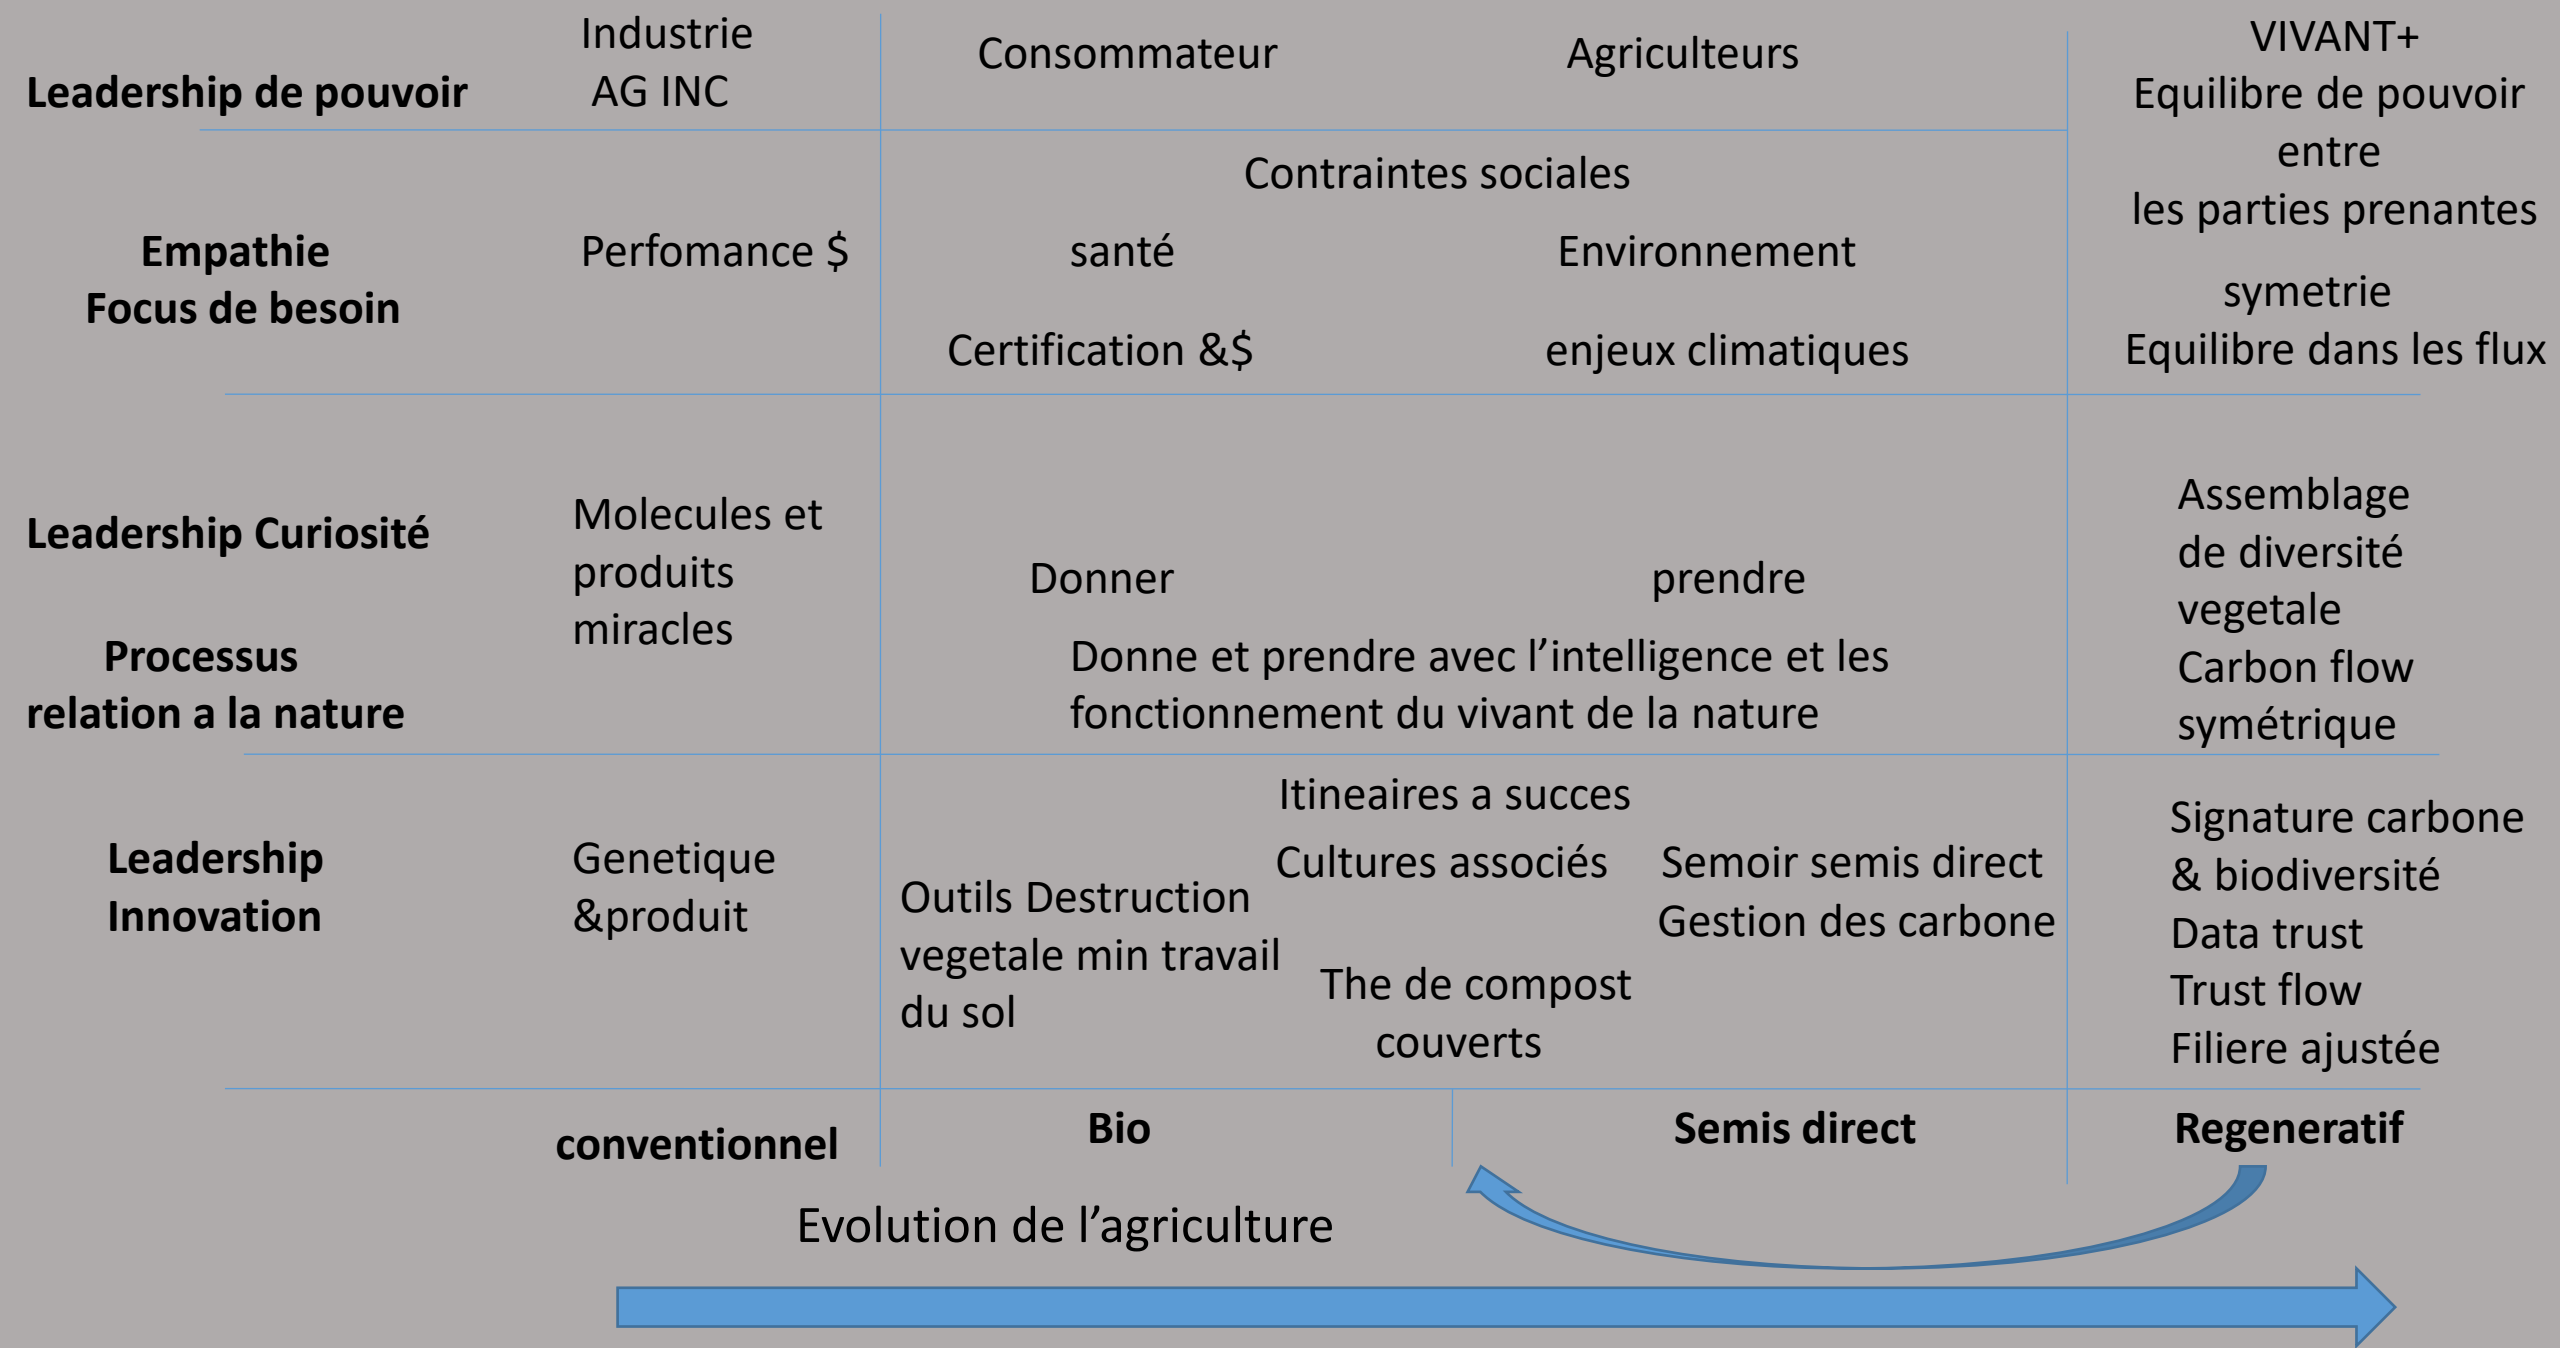 Leadership de pouvoir
Industrie
AG INC
Consommateur
Agriculteurs
VIVANT+
Equilibre de pouvoir
entre
les parties prenantes
Empathie
Focus de besoin
Perfomance $
Contraintes sociales
santé
Environnement
Certification &$
enjeux climatiques
symetrie
Equilibre dans les flux
Leadership Curiosité
Processus
relation a la nature
Molecules et
produits
miracles
Donner
prendre
Donne et prendre avec l’intelligence et les
fonctionnement du vivant de la nature
Assemblage
de diversité
vegetale
Carbon flow
symétrique
Leadership
Innovation
Genetique
&produit
Itineaires a succes
Cultures associés
Semoir semis direct
Gestion des carbone
Outils Destruction
vegetale min travail
du sol
The de compost
couverts
Signature carbone
& biodiversité
Data trust
Trust flow
Filiere ajustée
conventionnel
Bio
Semis direct
Regeneratif
Evolution de l’agriculture